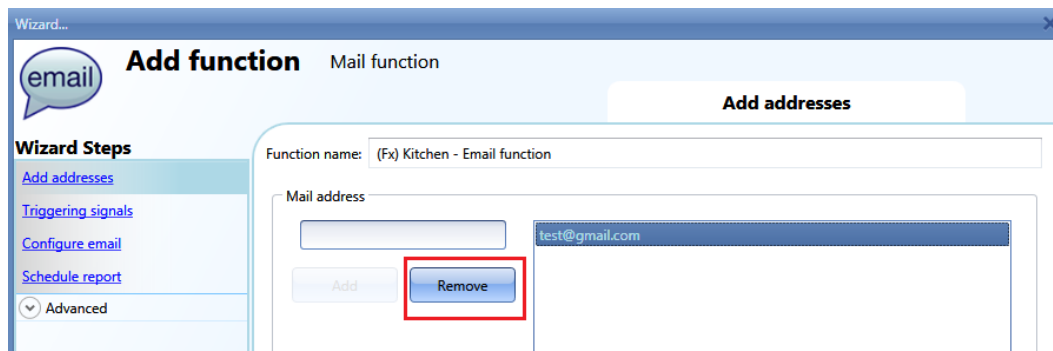 Wizard...
email
Add function Mail function
Add addresses
Wizard Steps
Add addresses
Triggering signals
Configure email
Schedule report
Advanced
Function name: (Fx) Kitchen - Email function
Mail address
test@gmail.com
Add Remove